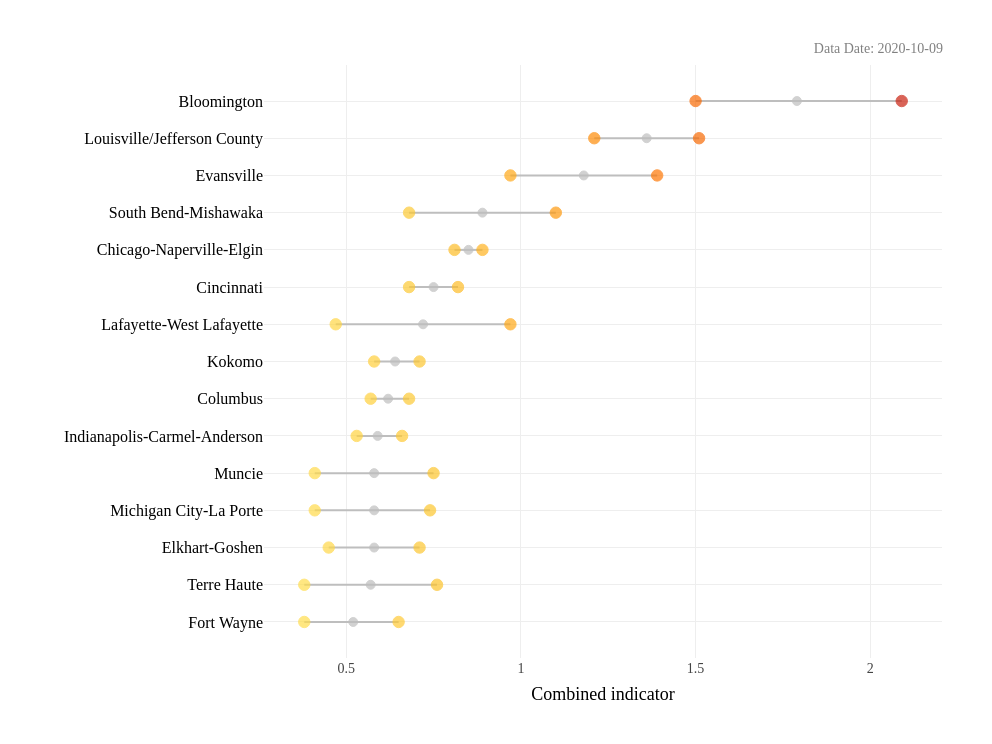 Data Date: 2020-10-09
Bloomington
Louisville/Jefferson County
Evansville
South Bend-Mishawaka
Chicago-Naperville-Elgin
Cincinnati
Lafayette-West Lafayette
Kokomo
Columbus
Indianapolis-Carmel-Anderson
Muncie
Michigan City-La Porte
Elkhart-Goshen
Terre Haute
Fort Wayne
0.5 1 1.5 2
Combined indicator